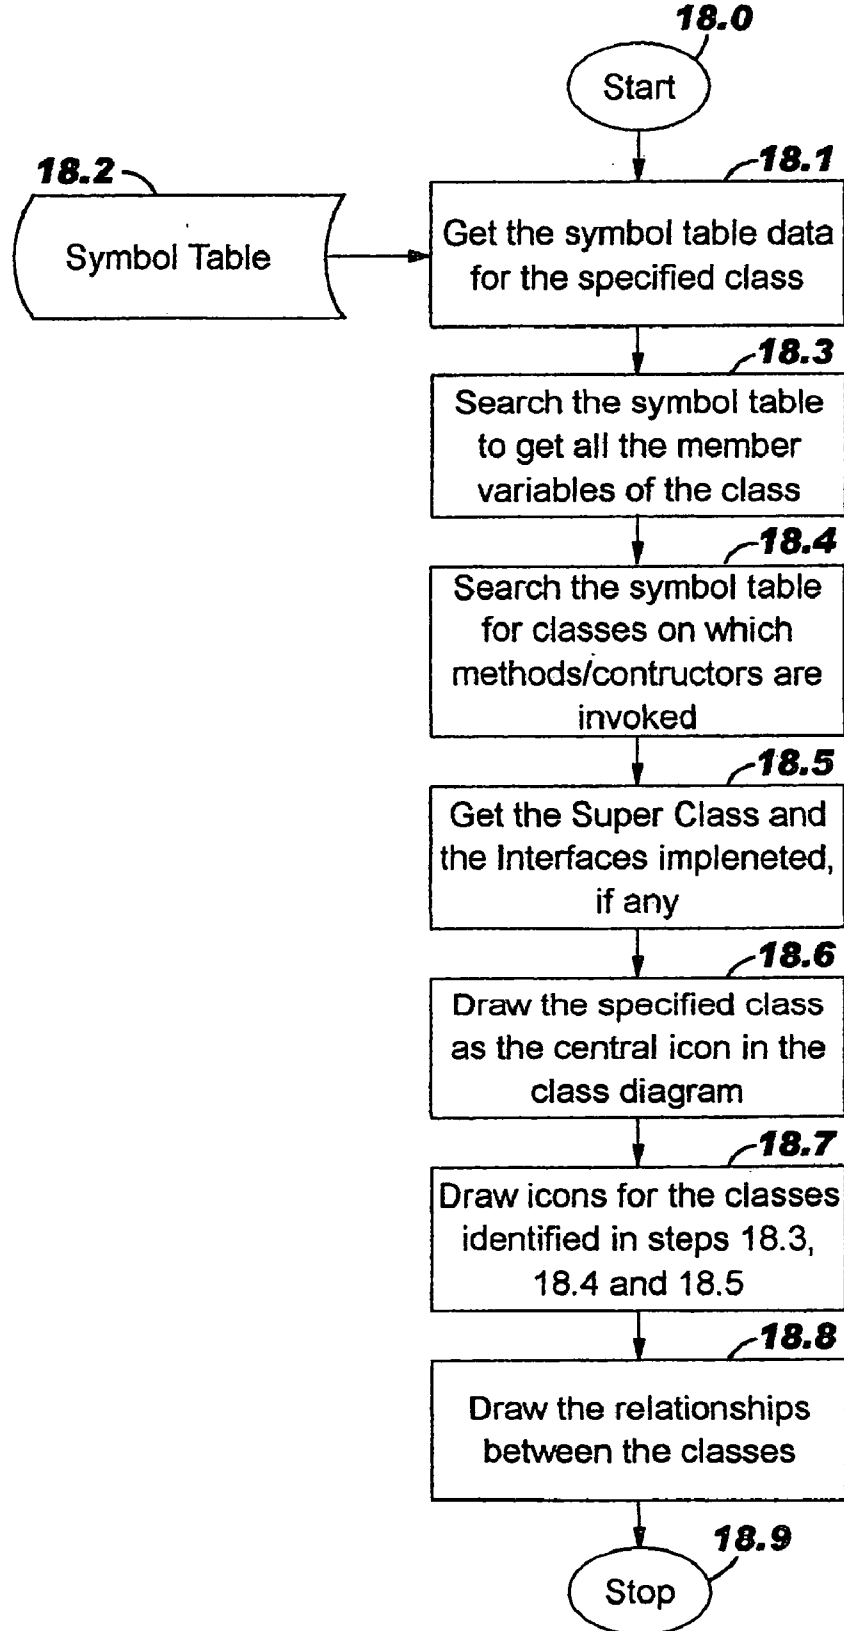 18.0
Start
18.1
18.2
Symbol Table
Get the symbol table data
for the specified class
18.3
Search the symbol table
to get all the member
variables of the class
18.4
Search the symbol table
for classes on which
methods/contructors are
invoked
18.5
Get the Super Class and
the Interfaces impleneted,
if any
18.6
Draw the specified class
as the central icon in the
class diagram
18.7
Draw icons for the classes
identified in steps 18.3,
18.4 and 18.5
18.8
Draw the relationships
between the classes
18.9
Stop